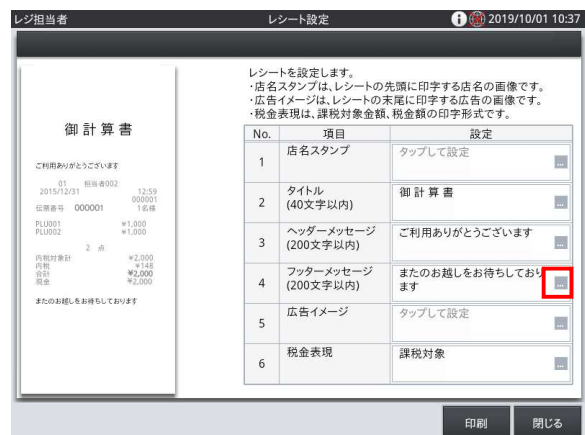 レジ担当者 レシート設定 i 2019/10/01 10:37
レシートを設定します。
・店名スタンプは、レシートの先頭に印字する店名の画像です。
・広告イメージは、レシートの末尾に印字する広告の画像です。
・税金表現は、課税対象金額、税金額の印字形式です。
御計算書
ご利用ありがとうございます
01 担当者002
2015/12/31 12:59
000001
伝票番号 000001 1名様
PLU001 ¥1,000
PLU002 ¥1,000
2 点
内税対象計 ¥2,000
内税 ¥148
合計 ¥2,000
現金 ¥2,000
またのお越しをお待ちしております
No. 項目 設定
1 店名スタンプ タップして設定 ...
2 タイトル (40文字以内) 御計算書 ...
3 ヘッダーメッセージ (200文字以内) ご利用ありがとうございます ...
4 フッターメッセージ (200文字以内) またのお越しをお待ちしております ...
5 広告イメージ タップして設定 ...
6 税金表現 課税対象 ...
印刷 閉じる